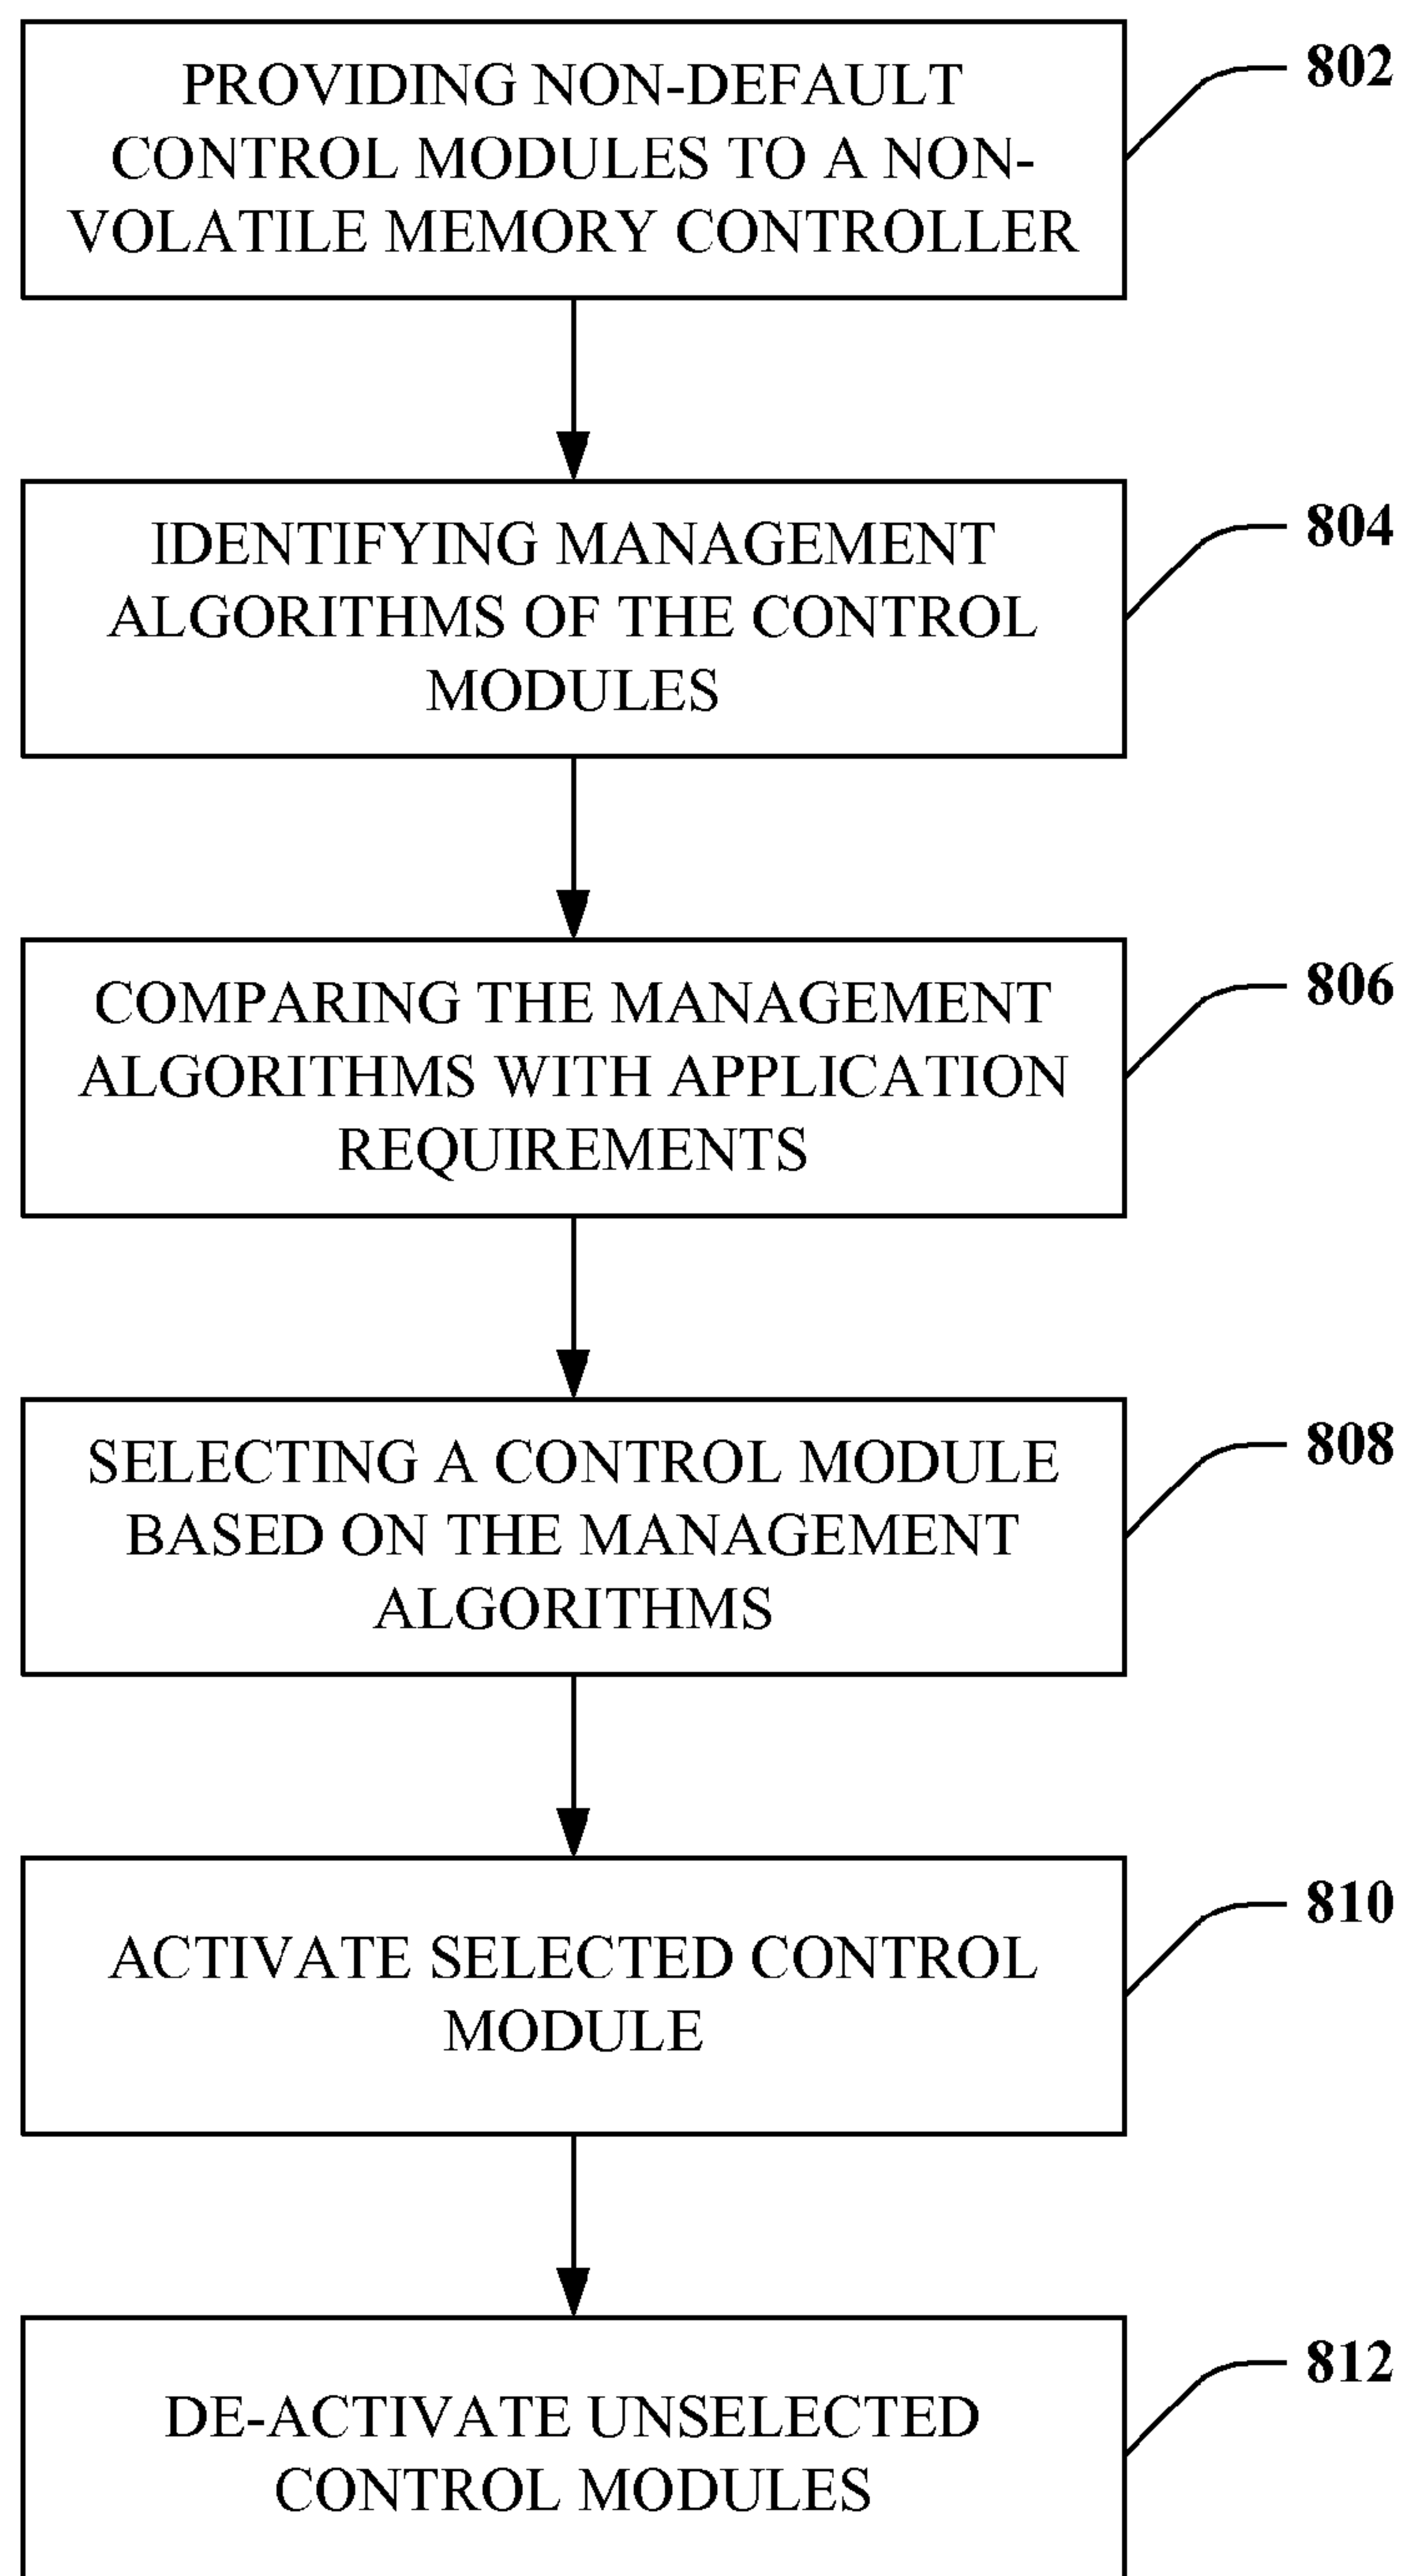 PROVIDING NON-DEFAULT
CONTROL MODULES TO A NON-
VOLATILE MEMORY CONTROLLER
802
IDENTIFYING MANAGEMENT
ALGORITHMS OF THE CONTROL
MODULES
804
COMPARING THE MANAGEMENT
ALGORITHMS WITH APPLICATION
REQUIREMENTS
806
SELECTING A CONTROL MODULE
BASED ON THE MANAGEMENT
ALGORITHMS
808
ACTIVATE SELECTED CONTROL
MODULE
810
DE-ACTIVATE UNSELECTED
CONTROL MODULES
812